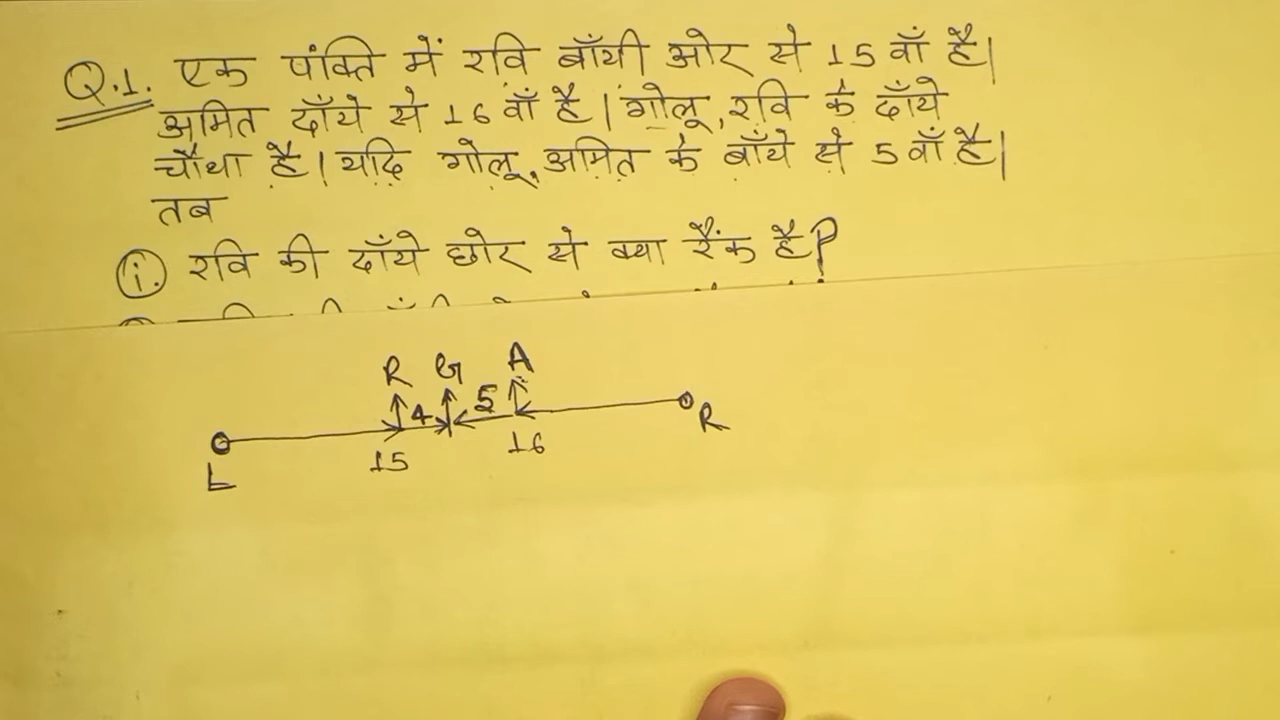 Q.1. एक पंक्ति में रवि बाँयी ओर से 15 वाँ है।
अमित दाँये से 16 वाँ है। गोलू, रवि के दाँये
चौथा है। यदि गोलू, अमित के बाँये से 5 वाँ है।
तब
(i.) रवि की दाँये छोर से क्या रैंक है?
R G A
4 5
15 16
L R